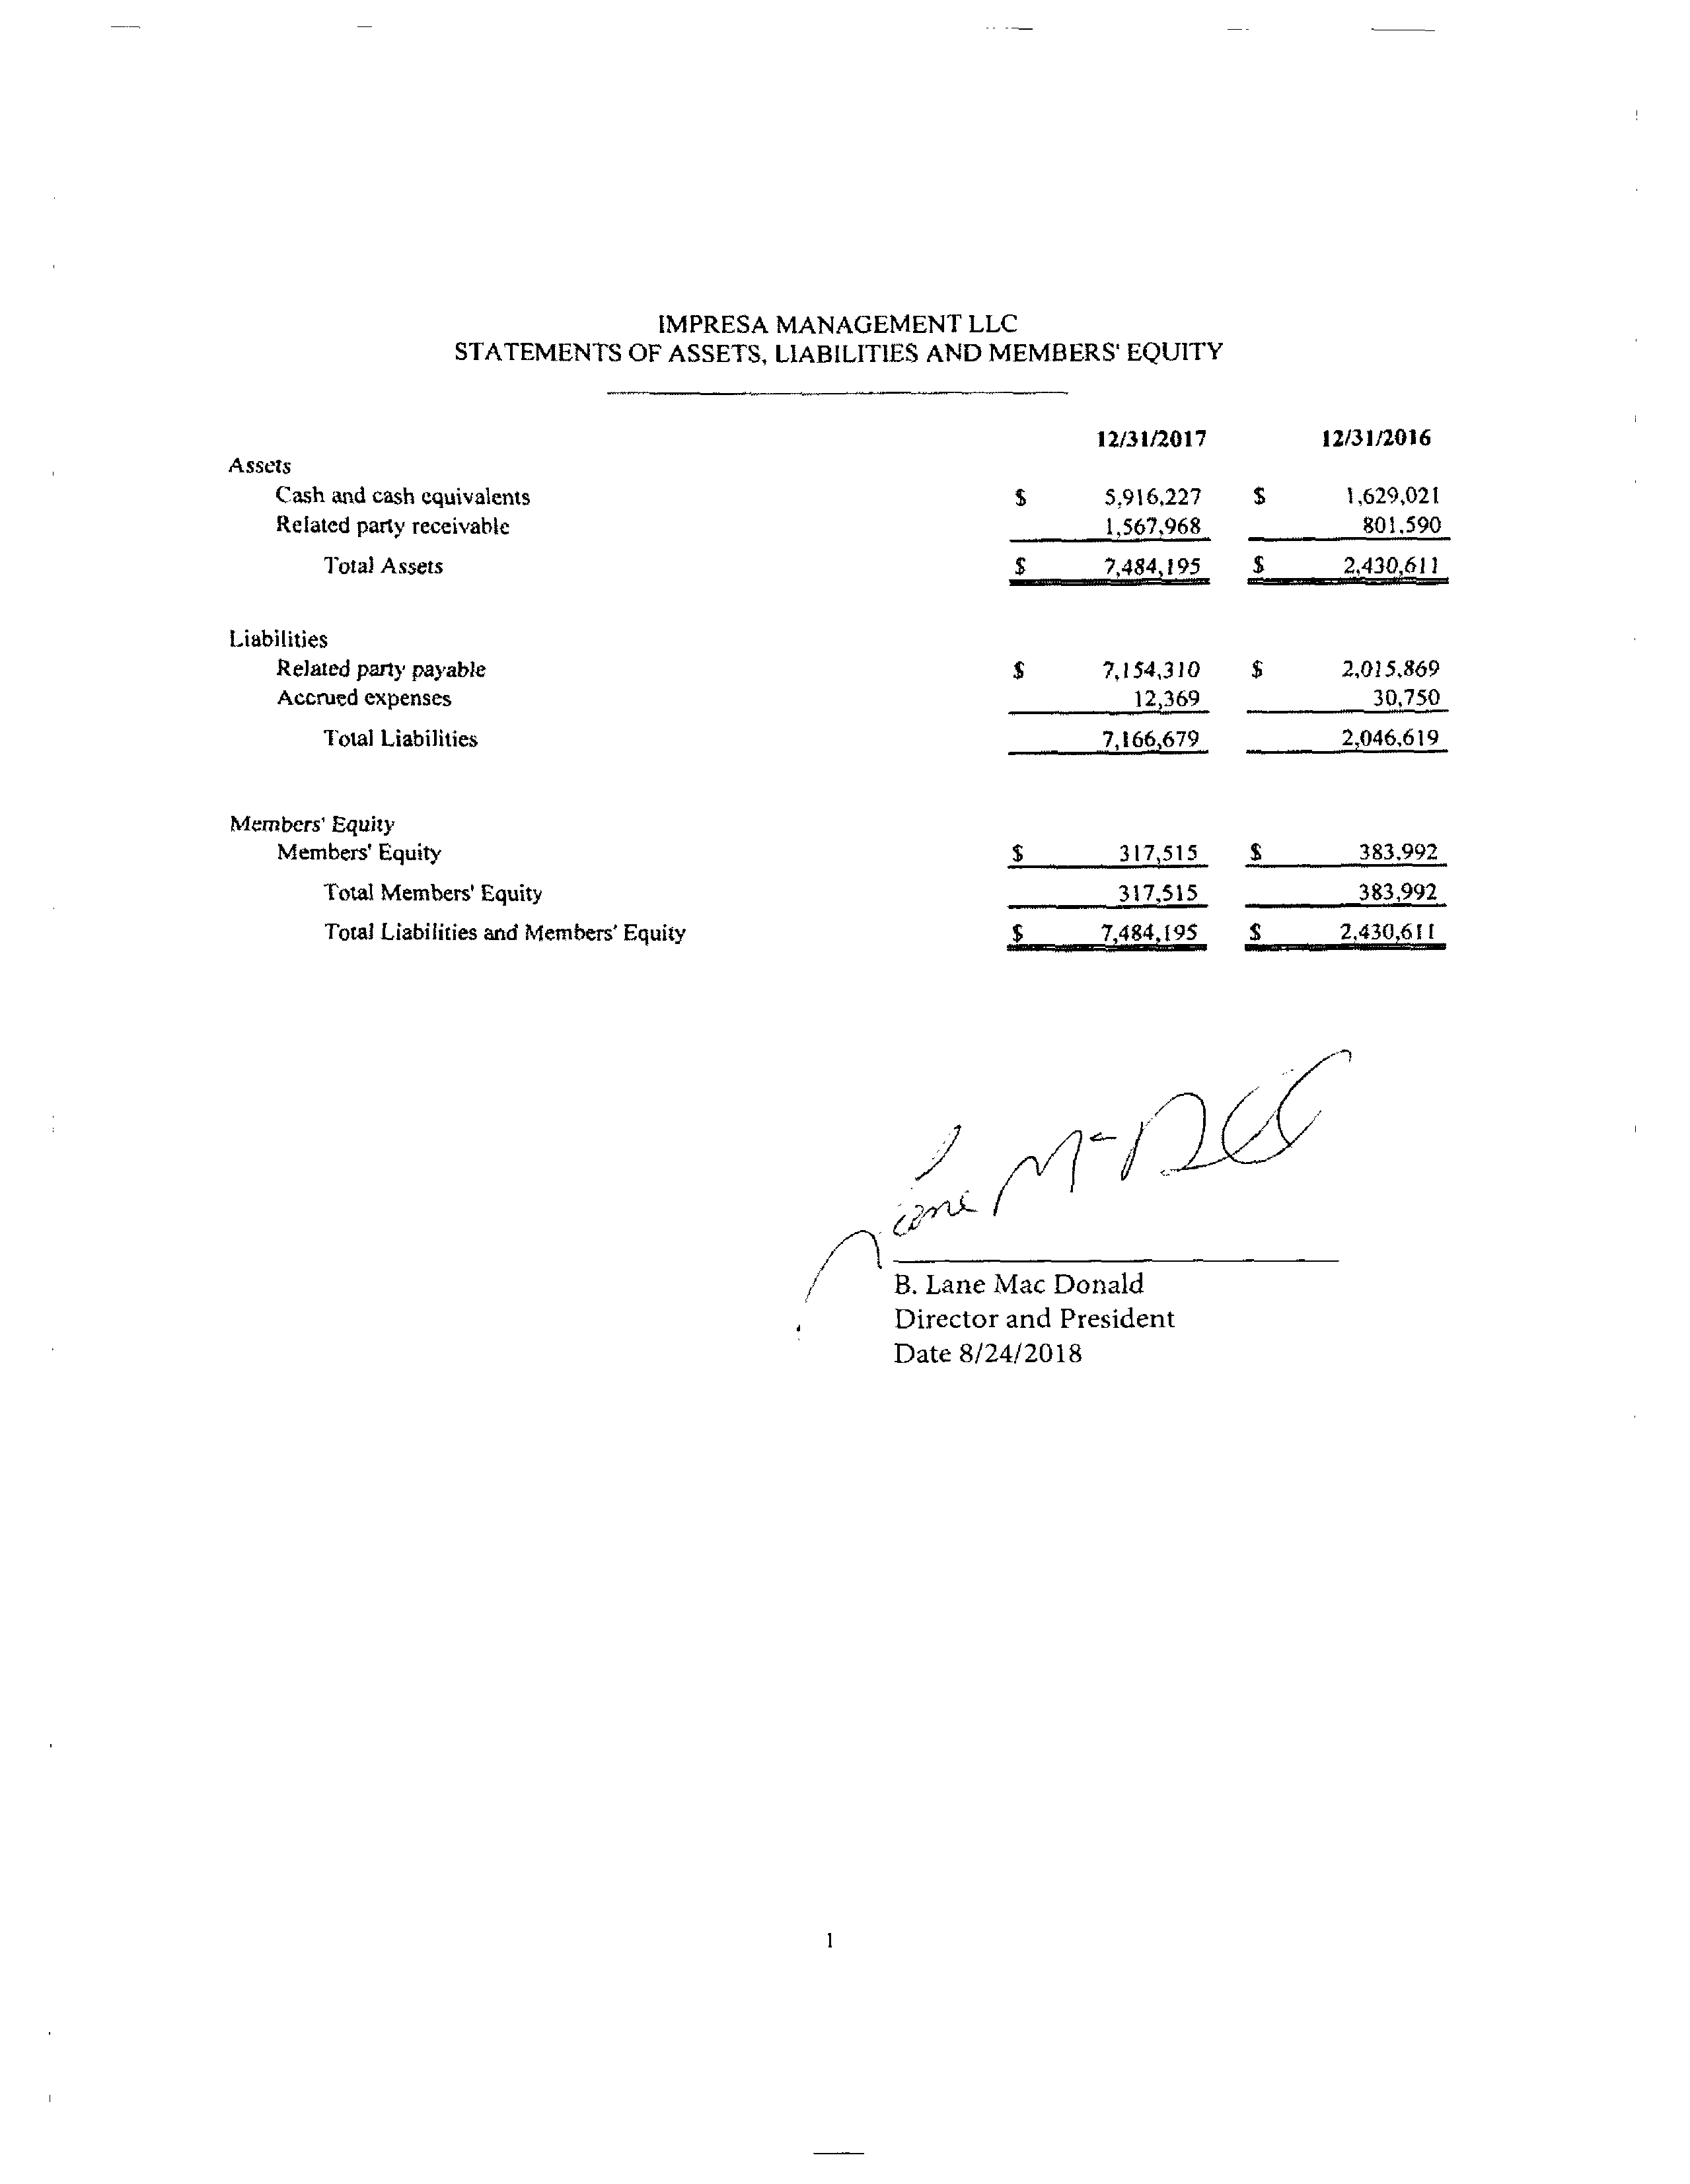 IMPRESA MANAGEMENT LLC
STATEMENTS OF ASSETS, LIABILITIES AND MEMBERS' EQUITY
12/31/2017 12/31/2016
Assets
Cash and cash equivalents $ 5,916,227 $ 1,629,021
Related party receivable 1,567,968 801,590
Total Assets $ 7,484,195 $ 2,430,611
Liabilities
Related party payable $ 7,154,310 $ 2,015,869
Accrued expenses 12,369 30,750
Total Liabilities 7,166,679 2,046,619
Members' Equity
Members' Equity $ 317,515 $ 383,992
Total Members' Equity 317,515 383,992
Total Liabilities and Members' Equity $ 7,484,195 $ 2,430,611
B. Lane Mac Donald
Director and President
Date 8/24/2018
1